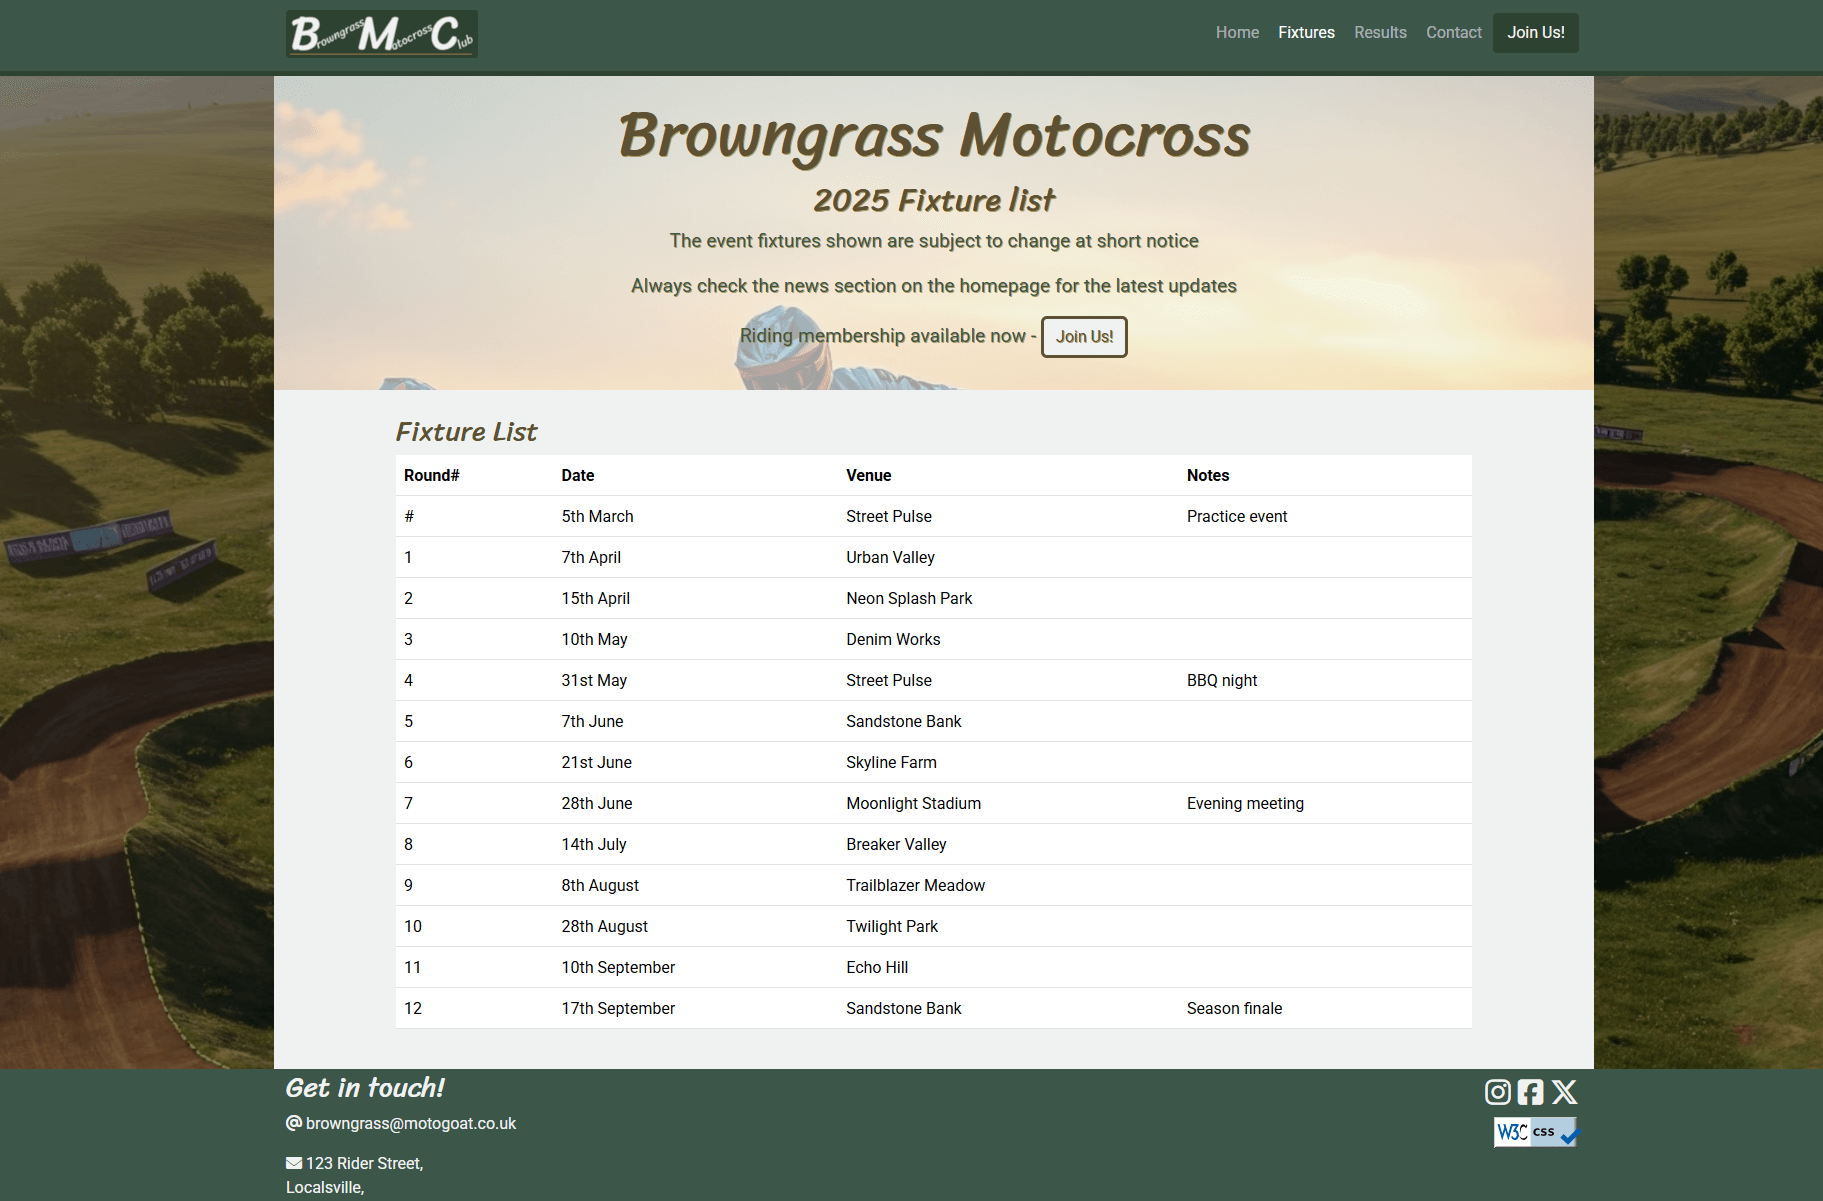 Browngrass Motocross Club
Home Fixtures Results Contact Join Us!
Browngrass Motocross
2025 Fixture list
The event fixtures shown are subject to change at short notice
Always check the news section on the homepage for the latest updates
Riding membership available now - Join Us!
Fixture List
Round# Date Venue Notes
# 5th March Street Pulse Practice event
1 7th April Urban Valley
2 15th April Neon Splash Park
3 10th May Denim Works
4 31st May Street Pulse BBQ night
5 7th June Sandstone Bank
6 21st June Skyline Farm
7 28th June Moonlight Stadium Evening meeting
8 14th July Breaker Valley
9 8th August Trailblazer Meadow
10 28th August Twilight Park
11 10th September Echo Hill
12 17th September Sandstone Bank Season finale
Get in touch!
browngrass@motogoat.co.uk
W3C css
123 Rider Street,
Localsville,